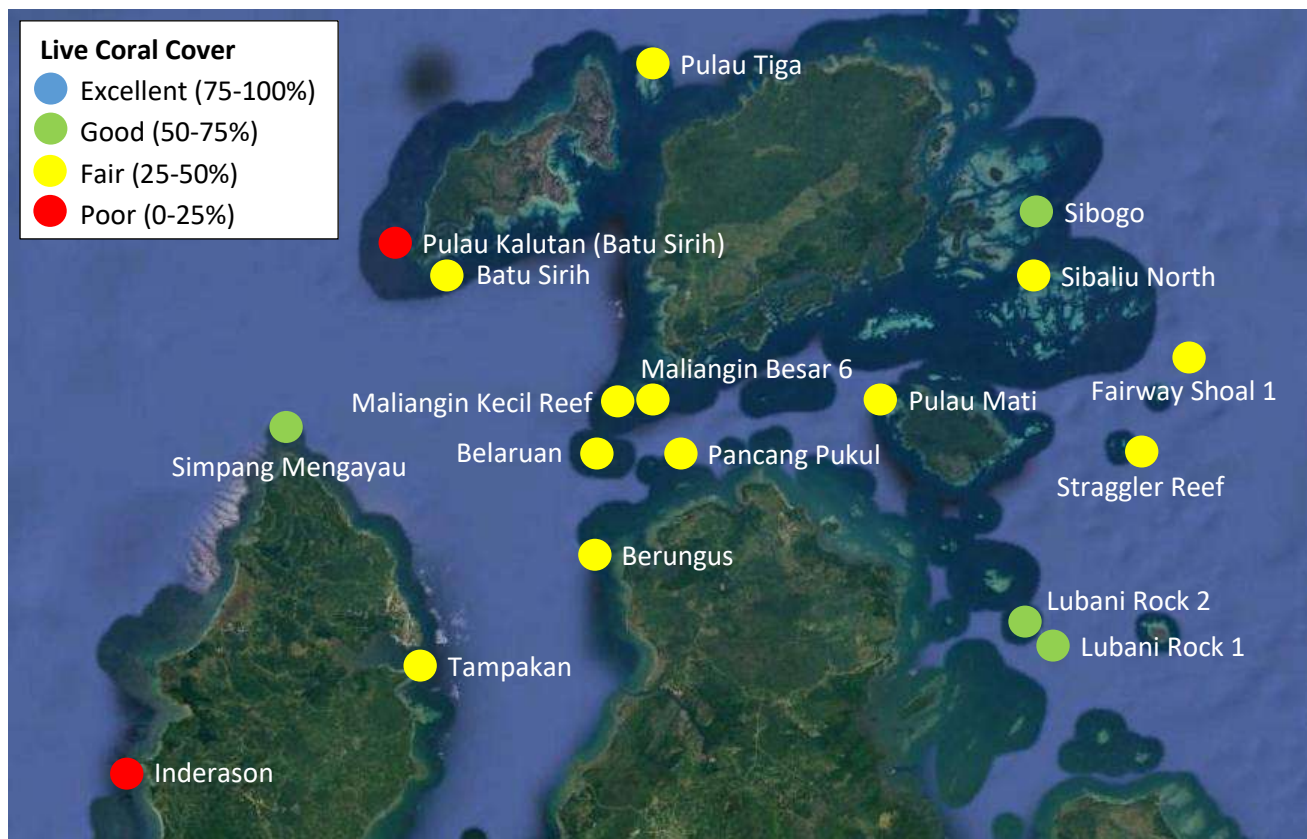 Live Coral Cover
Excellent (75-100%)
Good (50-75%)
Fair (25-50%)
Poor (0-25%)
Pulau Tiga
Sibogo
Pulau Kalutan (Batu Sirih)
Batu Sirih
Sibaliu North
Maliangin Besar 6
Fairway Shoal 1
Maliangin Kecil Reef
Pulau Mati
Simpang Mengayau
Belaruan
Pancang Pukul
Straggler Reef
Berungus
Lubani Rock 2
Lubani Rock 1
Tampakan
Inderason